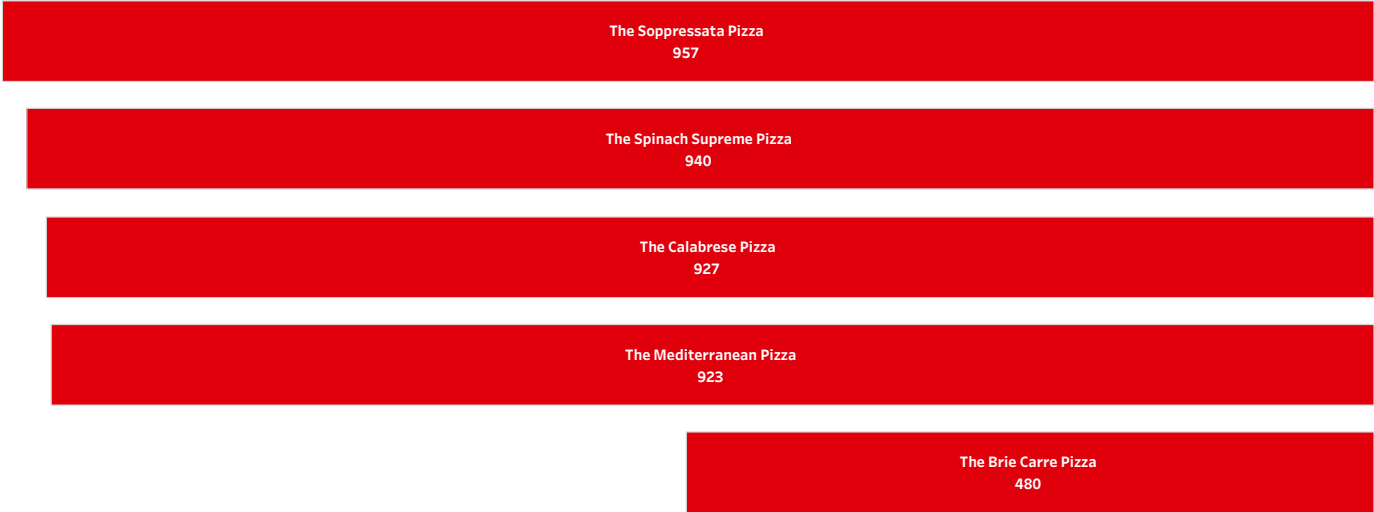 The Soppressata Pizza
957
The Spinach Supreme Pizza
940
The Calabrese Pizza
927
The Mediterranean Pizza
923
The Brie Carre Pizza
480